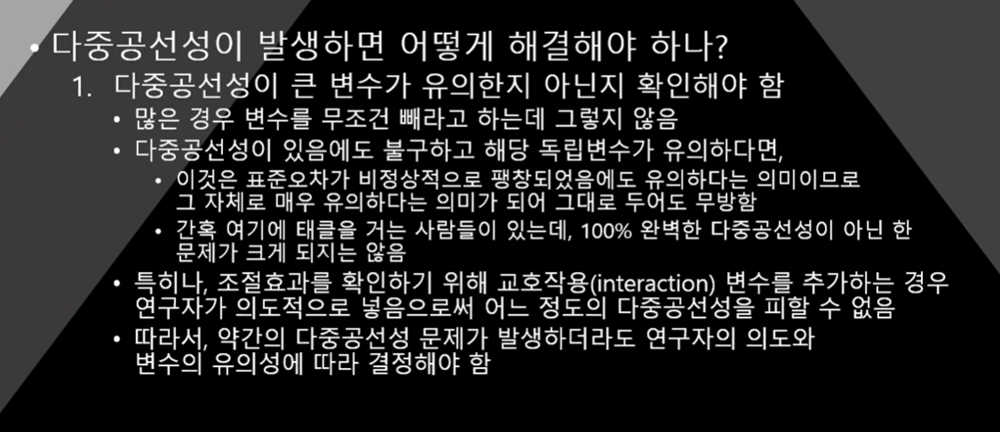 • 다중공선성이 발생하면 어떻게 해결해야 하나?
1. 다중공선성이 큰 변수가 유의한지 아닌지 확인해야 함
• 많은 경우 변수를 무조건 빼라고 하는데 그렇지 않음
• 다중공선성이 있음에도 불구하고 해당 독립변수가 유의하다면,
• 이것은 표준오차가 비정상적으로 팽창되었음에도 유의하다는 의미이므로
그 자체로 매우 유의하다는 의미가 되어 그대로 두어도 무방함
• 간혹 여기에 태클을 거는 사람들이 있는데, 100% 완벽한 다중공선성이 아닌 한
문제가 크게 되지는 않음
• 특히나, 조절효과를 확인하기 위해 교호작용(interaction) 변수를 추가하는 경우
연구자가 의도적으로 넣음으로써 어느 정도의 다중공선성을 피할 수 없음
• 따라서, 약간의 다중공선성 문제가 발생하더라도 연구자의 의도와
변수의 유의성에 따라 결정해야 함